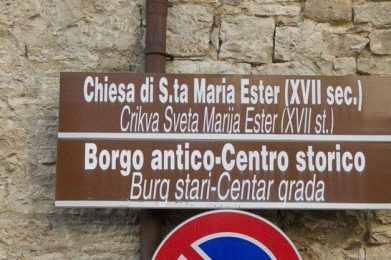 Chiesa di S.ta Maria Ester (XVII sec.)
Crikva Sveta Marija Ester (XVII st.)
Borgo antico-Centro storico
Burg stari-Centar grada